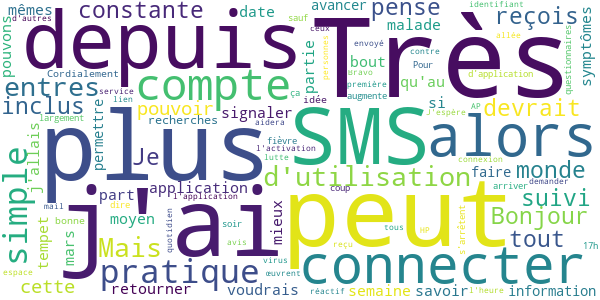 mêmes
d'autres
constante
date
sauf
avancer
ceux
pense
malade
reçois
identifiant
allée
pouvons
depuis
Très
symptômes
questionnaires
Cordialement
service
lien
entres
compte
ça
partie
bout
Bravo
personnes
envoyé
première
augmente
contre
Pour
qu'au
d'application
inclus
largement
permettre
pouvoir
recherches
signaler
idée
aidera
SMS
si
J'espère
AP
devrait
alors
simple
j'allais
plus
Je
fièvre
lutte
l'activation
d'utilisation
connexion
faire
monde
arriver
demander
suivi
part
application
l'application
mail
dire
bonne
moyen
j'ai
mieux
coup
peut
Bonjour
tout
17h
tempet
mars
Mais
quotidien
soir
avis
reçu
HP
tous
s'arrêtent
connecter
cette
espace
pratique
retourner
virus
œuvrent
voudrais
réactif
semaine
l'heure
savoir
information